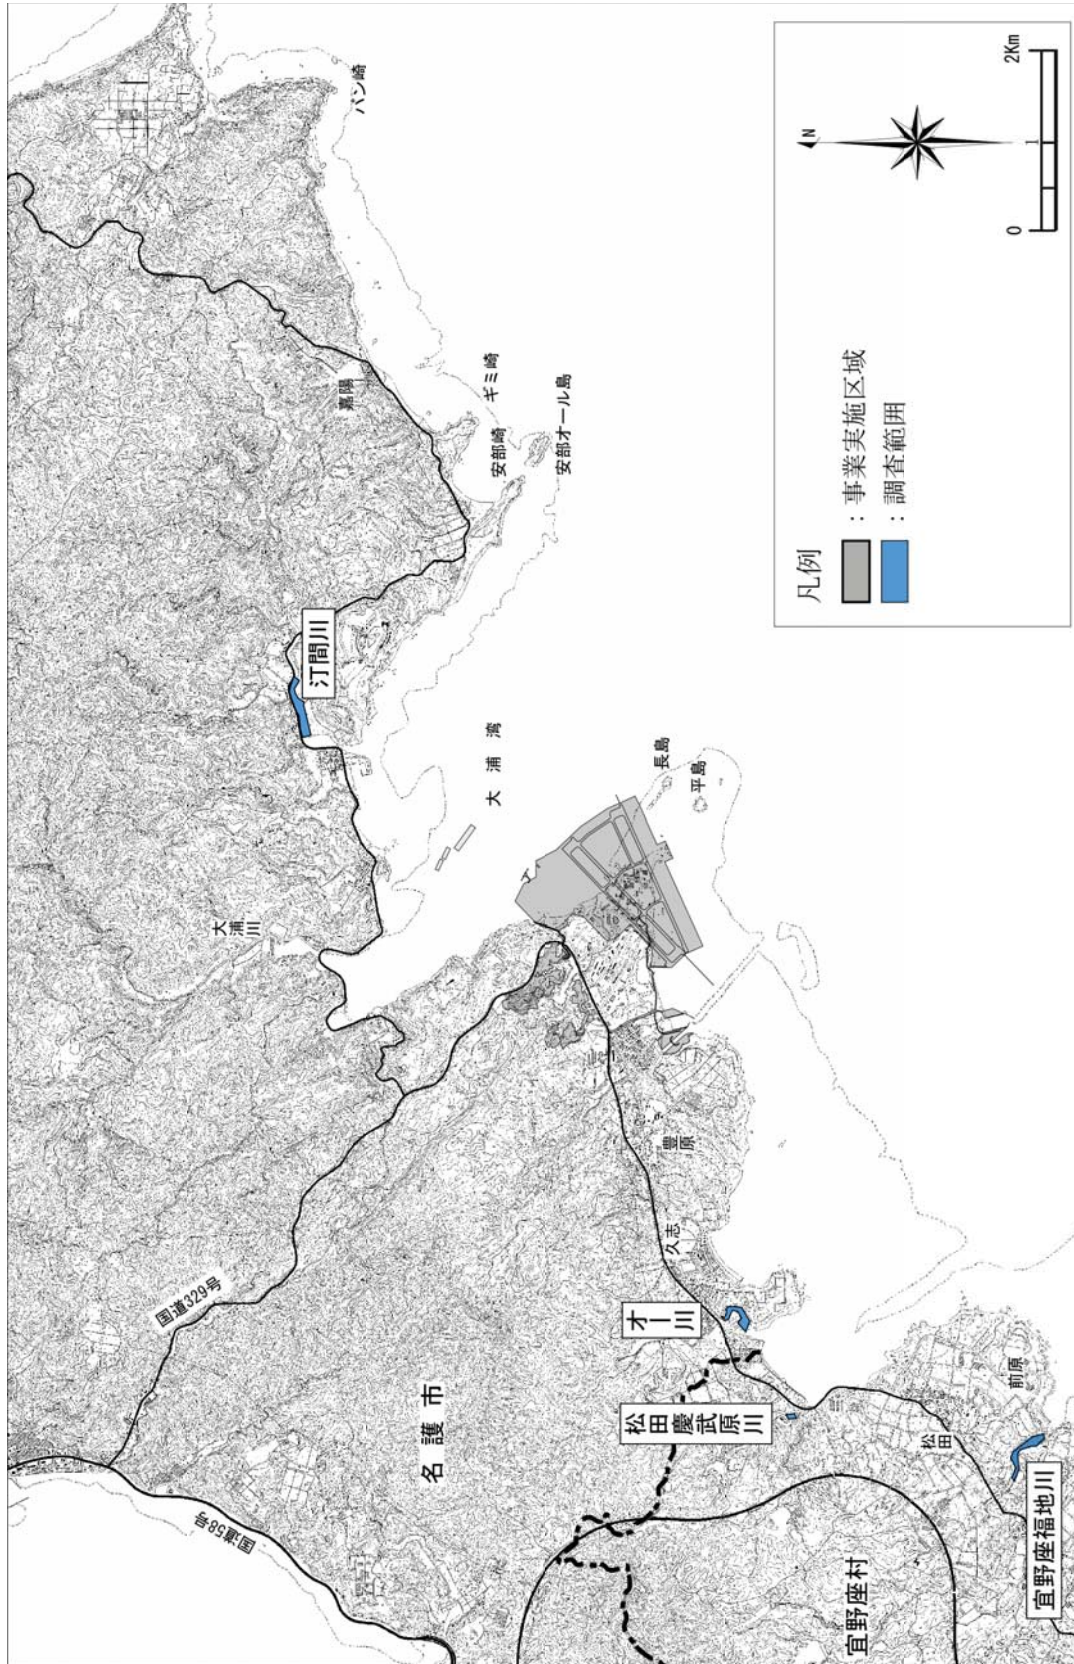 バン崎
嘉陽
ギミ崎
安部崎
安部オール島
汀間川
大浦湾
大浦川
長島
平島
国道329号
豊原
久志
オー川
松田慶武原川
名護市
国道58号
前原
松田
宜野座福地川
宜野座村
N
0 1 2Km
凡例
：事業実施区域
：調査範囲